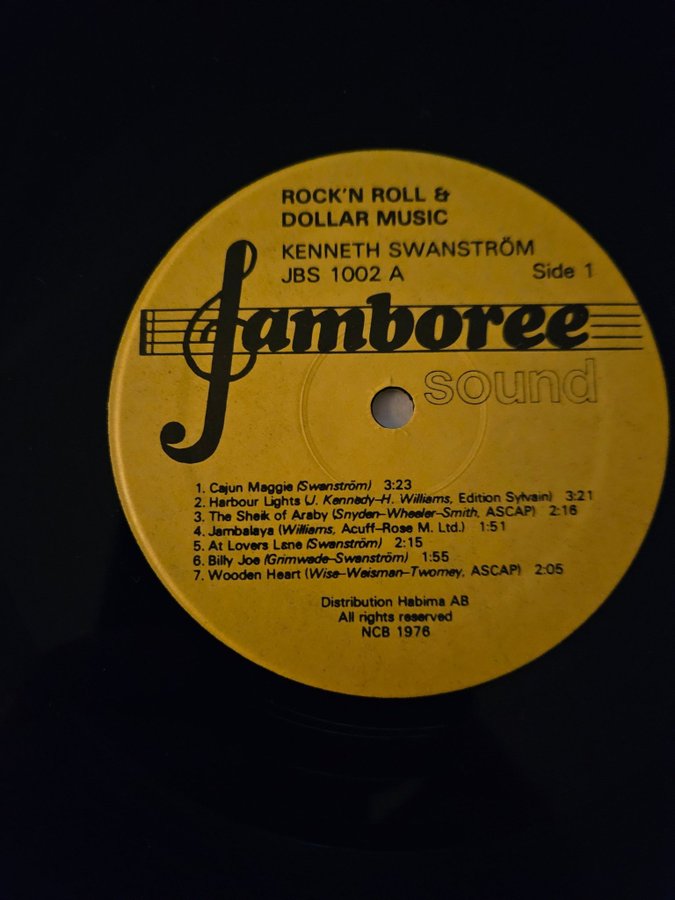 ROCK'N ROLL &
DOLLAR MUSIC
KENNETH SWANSTRÖM
JBS 1002 A Side 1
Jamboree
sound
1. Cajun Maggie (Swanström) 3:23
2. Harbour Lights (J. Kennedy–H. Williams, Edition Sylvain) 3:21
3. The Sheik of Araby (Snyder–Wheeler–Smith, ASCAP) 2:16
4. Jambalaya (Williams, Acuff-Rose M. Ltd.) 1:51
5. At Lovers Lane (Swanström) 2:15
6. Billy Joe (Grimwade–Swanström) 1:55
7. Wooden Heart (Wise–Weisman–Twomey, ASCAP) 2:05
Distribution Habima AB
All rights reserved
NCB 1976